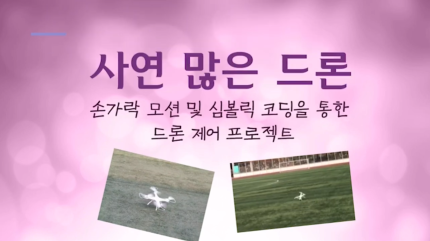 사연 많은 드론
손가락 모션 및 심볼릭 코딩을 통한
드론 제어 프로젝트